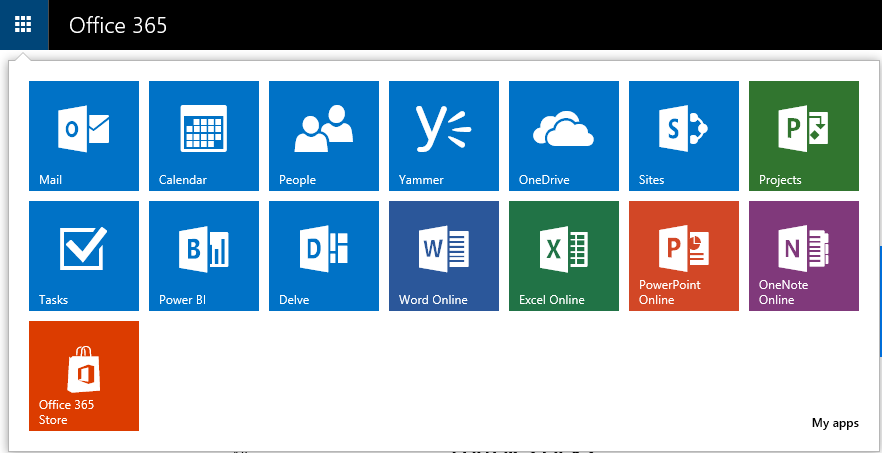 Office 365
Mail
Calendar
People
Yammer
OneDrive
Sites
Projects
Tasks
Power BI
Delve
Word Online
Excel Online
PowerPoint
Online
OneNote
Online
Office 365
Store
My apps